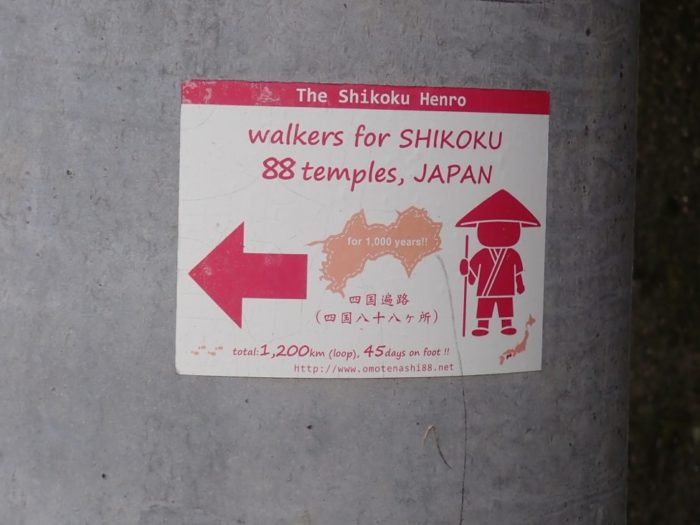 The Shikoku Henro
walkers for SHIKOKU
88 temples, JAPAN
for 1,000 years!!
四国遍路
(四国八十八ヶ所)
total:1,200km (loop), 45days on foot !!
http://www.omotenashi88.net